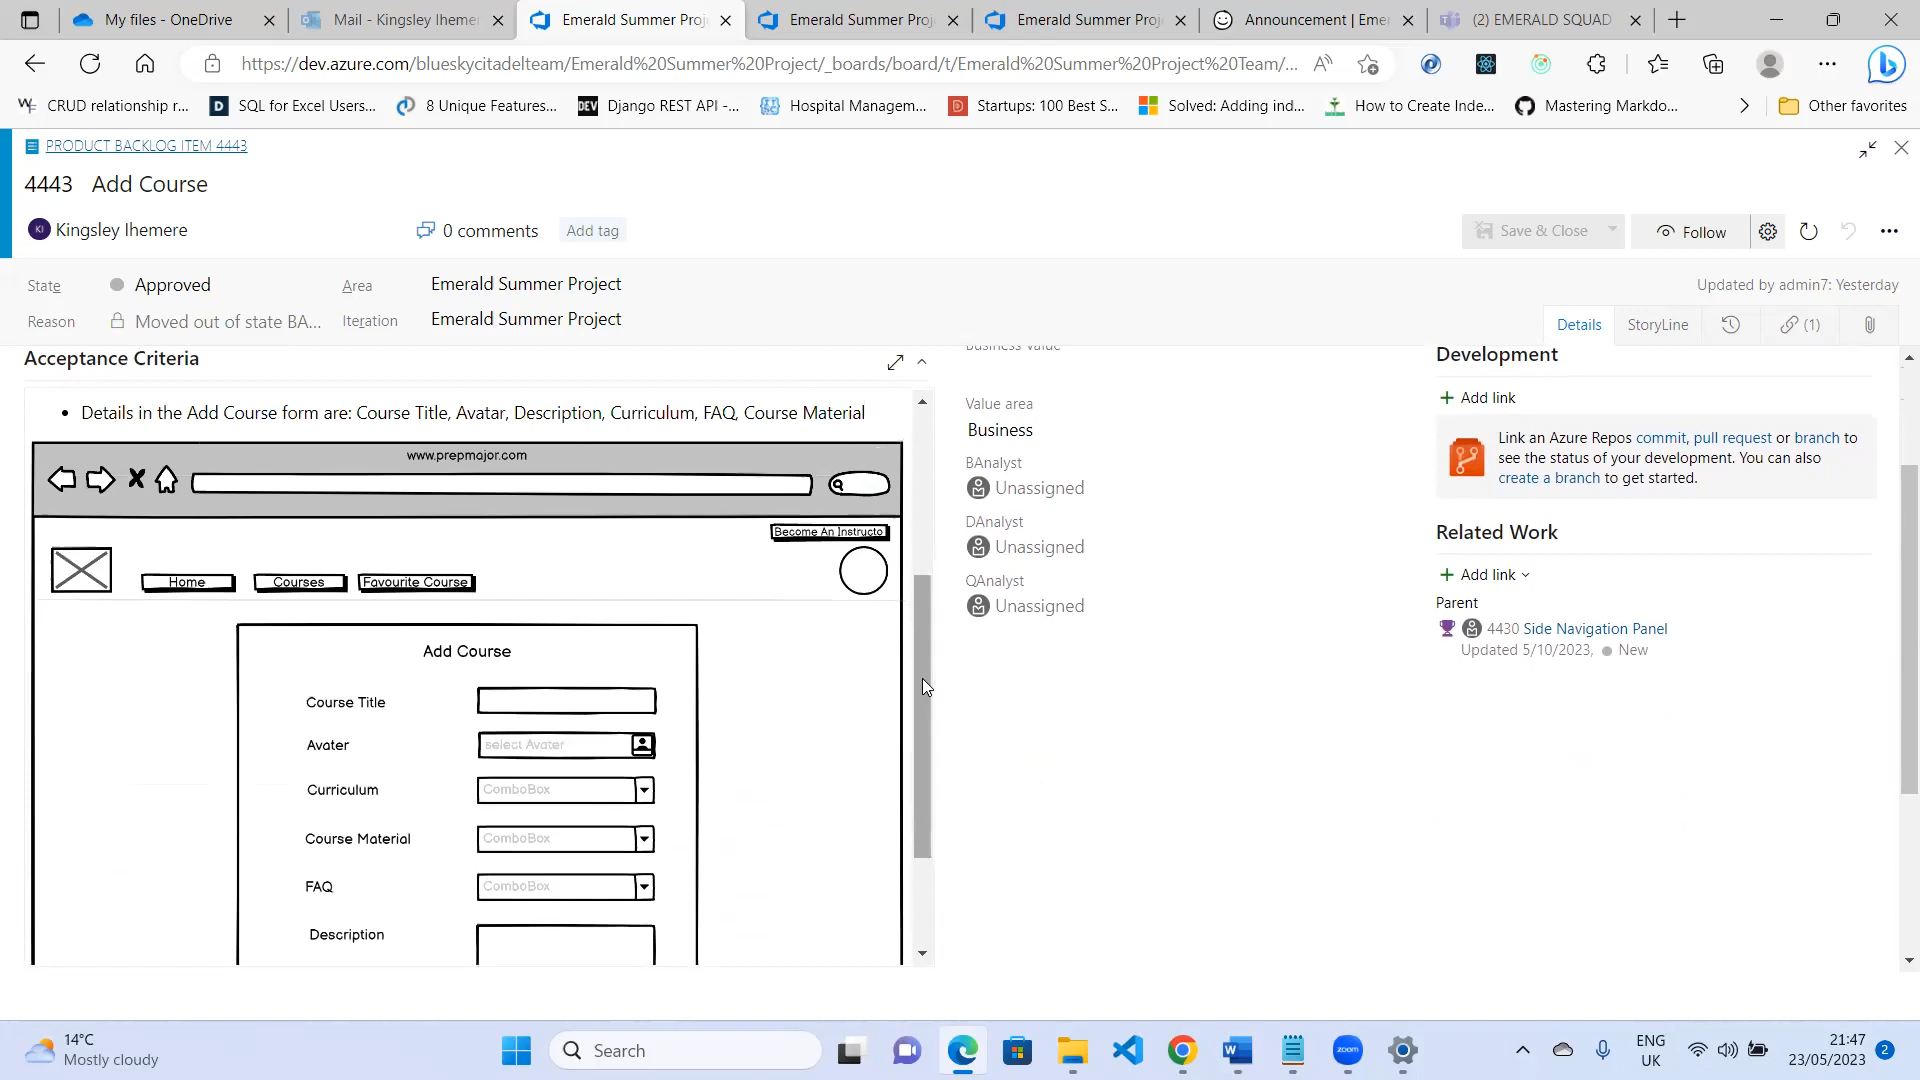 My files - OneDrive
Mail - Kingsley Iheme
Emerald Summer Proj
Emerald Summer Proj
Emerald Summer Proj
Announcement | Eme
(2) EMERALD SQUAD
https://dev.azure.com/blueskycitadelteam/Emerald%20Summer%20Project/_boards/board/t/Emerald%20Summer%20Project%20Team/...
CRUD relationship r...
SQL for Excel Users...
8 Unique Features...
Django REST API -...
Hospital Managem...
Startups: 100 Best S...
Solved: Adding ind...
How to Create Inde...
Mastering Markdo...
Other favorites
PRODUCT BACKLOG ITEM 4443
4443 Add Course
KI Kingsley Ihemere
0 comments
Add tag
Save & Close
Follow
State
Approved
Area
Emerald Summer Project
Updated by admin7: Yesterday
Reason
Moved out of state BA...
Iteration
Emerald Summer Project
Details
StoryLine
(1)
Acceptance Criteria
• Details in the Add Course form are: Course Title, Avatar, Description, Curriculum, FAQ, Course Material
www.prepmajor.com
Become An Instructo
Home
Courses
Favourite Course
Add Course
Course Title
Avater
select Avater
Curriculum
ComboBox
Course Material
ComboBox
FAQ
ComboBox
Description
Business Value
Value area
Business
BAnalyst
Unassigned
DAnalyst
Unassigned
QAnalyst
Unassigned
Development
+ Add link
Link an Azure Repos commit, pull request or branch to
see the status of your development. You can also
create a branch to get started.
Related Work
+ Add link
Parent
4430 Side Navigation Panel
Updated 5/10/2023, New
14°C
Mostly cloudy
Search
zoom
ENG
UK
21:47
23/05/2023
2